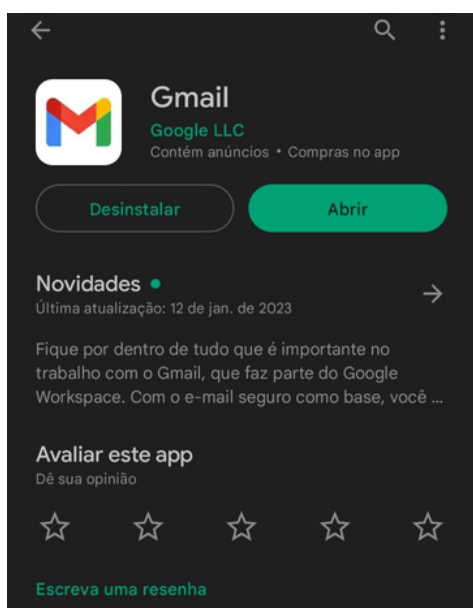 Gmail
Google LLC
Contém anúncios • Compras no app
Desinstalar
Abrir
Novidades •
Última atualização: 12 de jan. de 2023
Fique por dentro de tudo que é importante no
trabalho com o Gmail, que faz parte do Google
Workspace. Com o e-mail seguro como base, você ...
Avaliar este app
Dê sua opinião
Escreva uma resenha